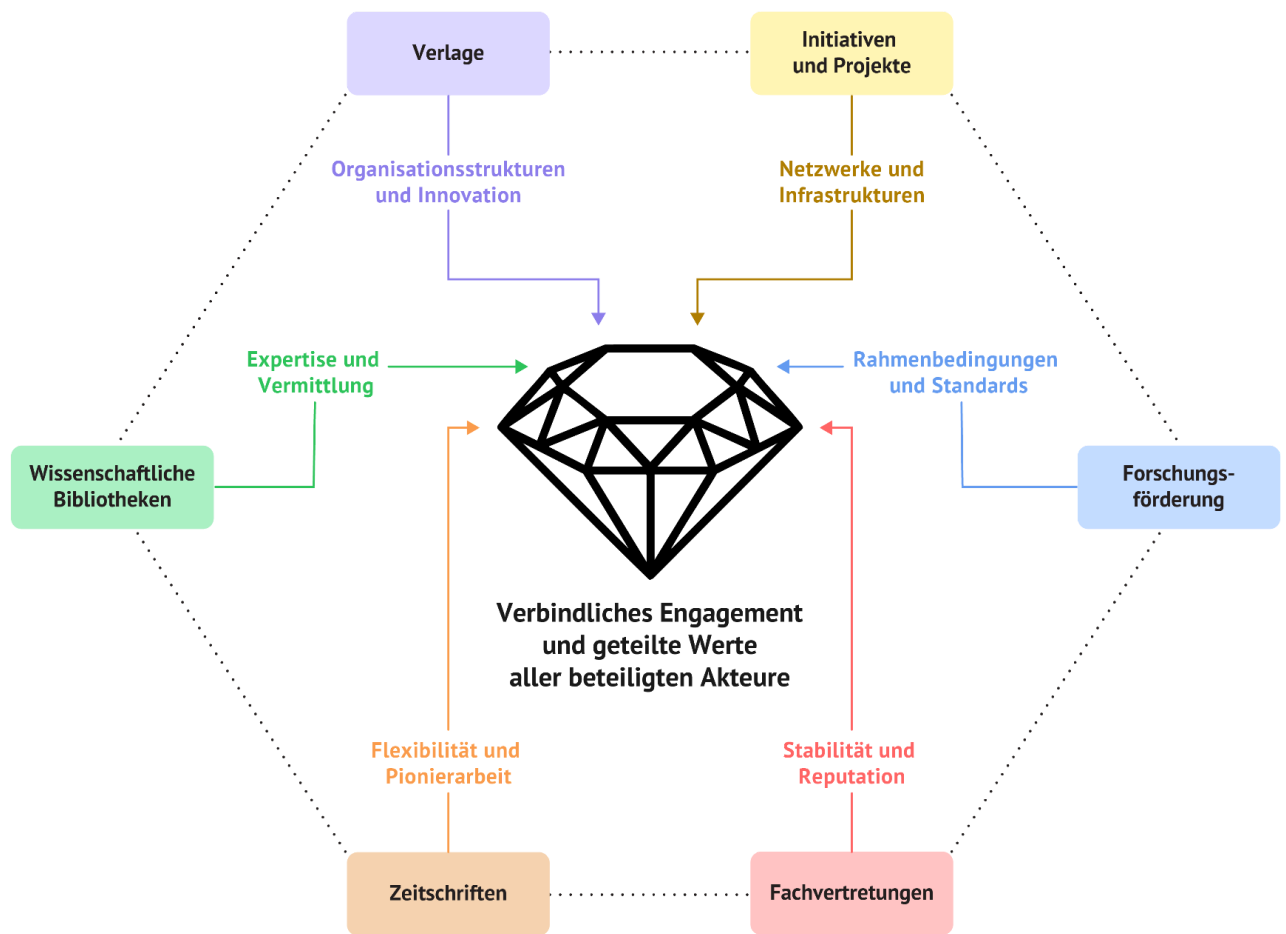 Verlage
Initiativen
und Projekte
Organisationsstrukturen
und Innovation
Netzwerke und
Infrastrukturen
Expertise und
Vermittlung
Rahmenbedingungen
und Standards
Wissenschaftliche
Bibliotheken
Forschungs-
förderung
Verbindliches Engagement
und geteilte Werte
aller beteiligten Akteure
Flexibilität und
Pionierarbeit
Stabilität und
Reputation
Zeitschriften
Fachvertretungen